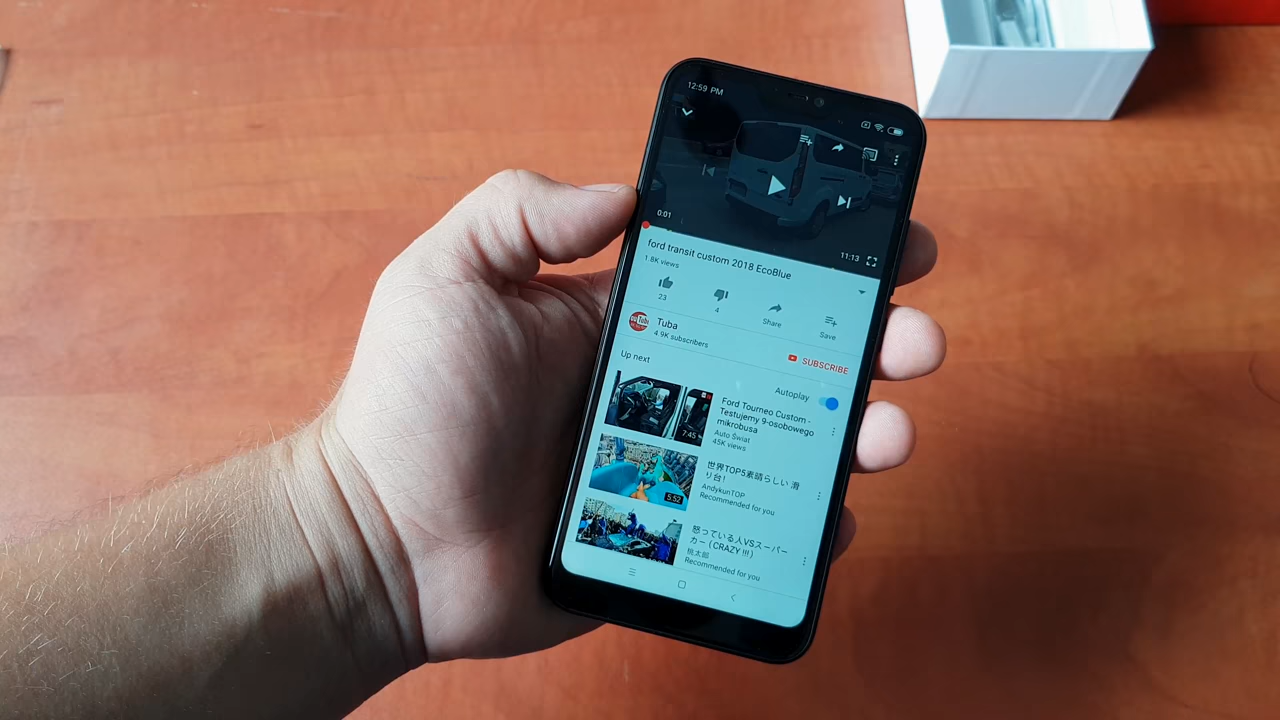 12:59 PM
0:01
11:13
ford transit custom 2018 EcoBlue
1.8K views
23
4
Share
Save
Tuba
4.9K subscribers
SUBSCRIBE
Up next
Autoplay
7:45
Ford Tourneo Custom -
Testujemy 9-osobowego
mikrobusa
Auto Świat
45K views
5:52
世界TOP5素晴らしい 滑
り台!
AndykunTOP
Recommended for you
怒っている人VSスーパー
カー (CRAZY !!!)
桃太郎
Recommended for you